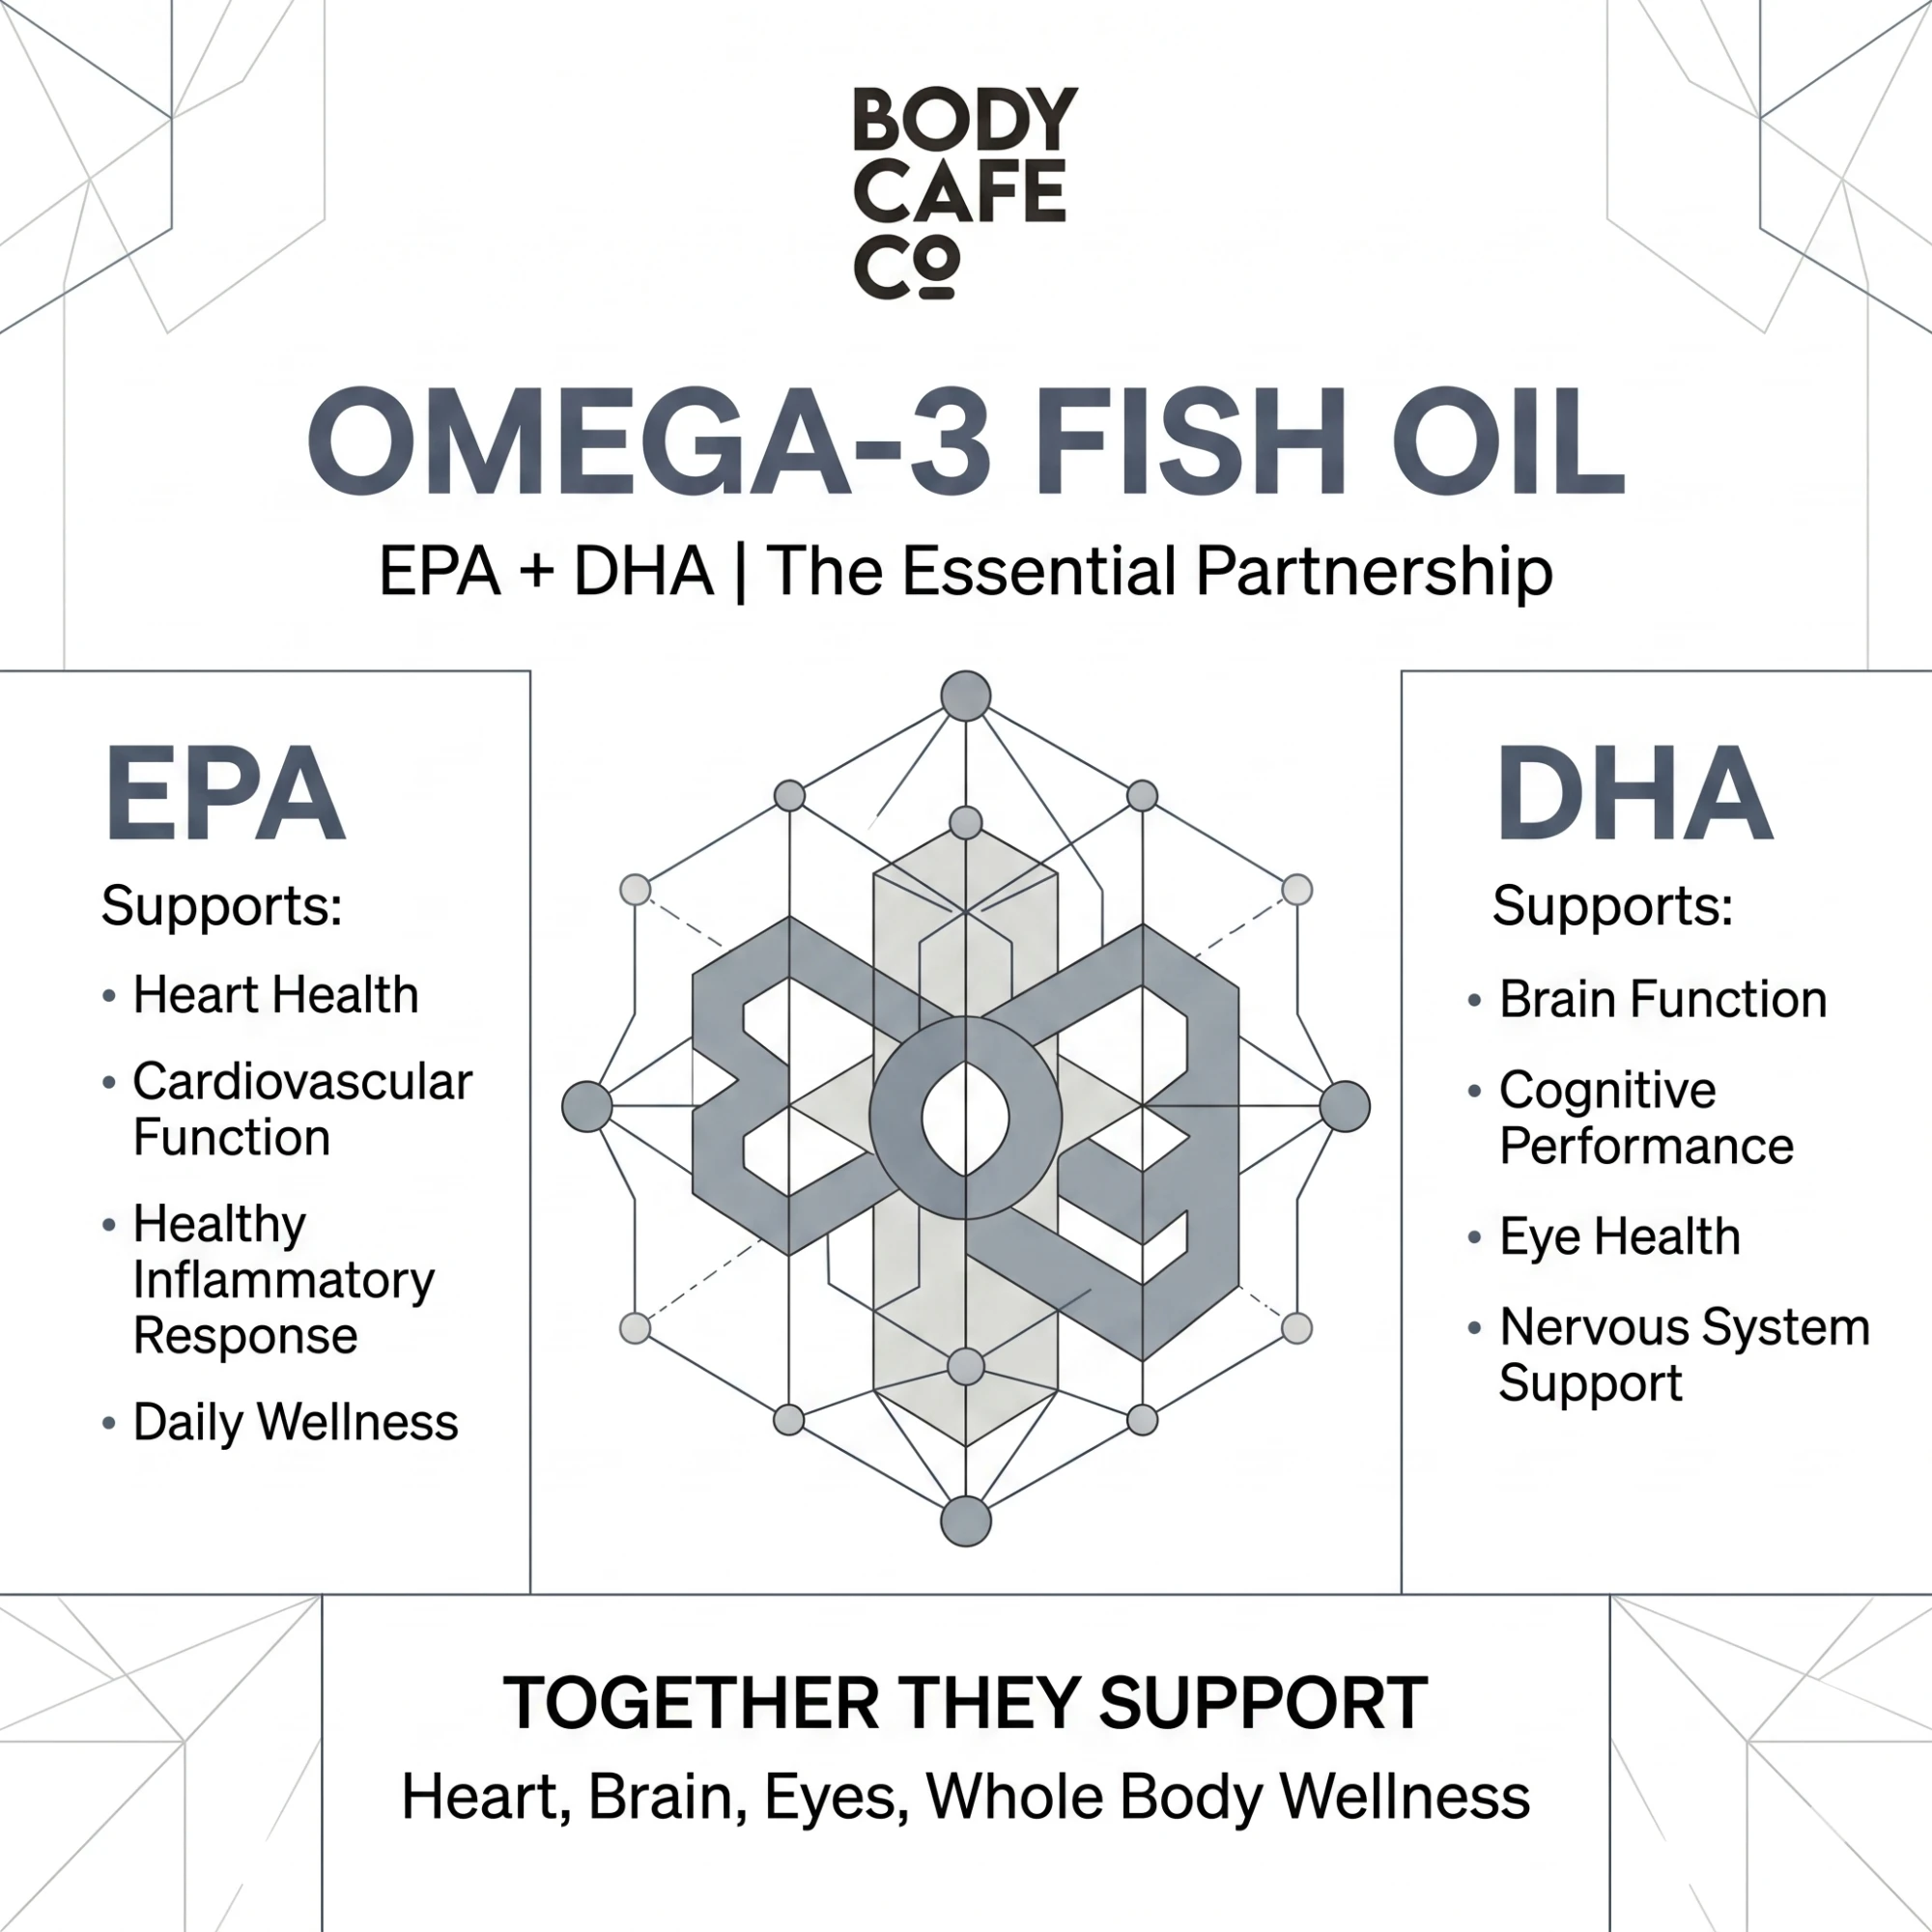 BODY
CAFE
Co
OMEGA-3 FISH OIL
EPA + DHA | The Essential Partnership
EPA
Supports:
• Heart Health
• Cardiovascular
Function
• Healthy
Inflammatory
Response
• Daily Wellness
DHA
Supports:
• Brain Function
• Cognitive
Performance
• Eye Health
• Nervous System
Support
TOGETHER THEY SUPPORT
Heart, Brain, Eyes, Whole Body Wellness